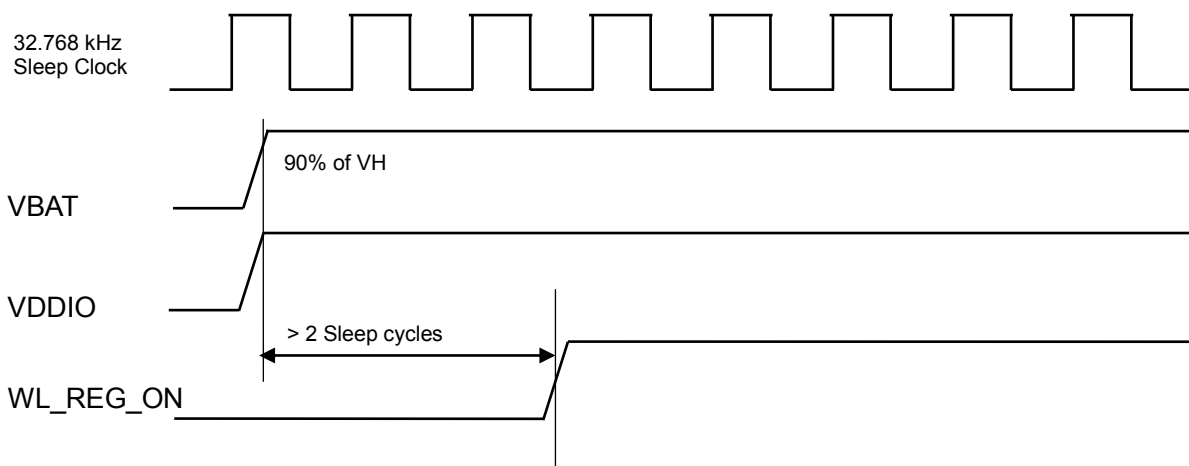 32.768 kHz
Sleep Clock
90% of VH
VBAT
VDDIO
> 2 Sleep cycles
WL_REG_ON